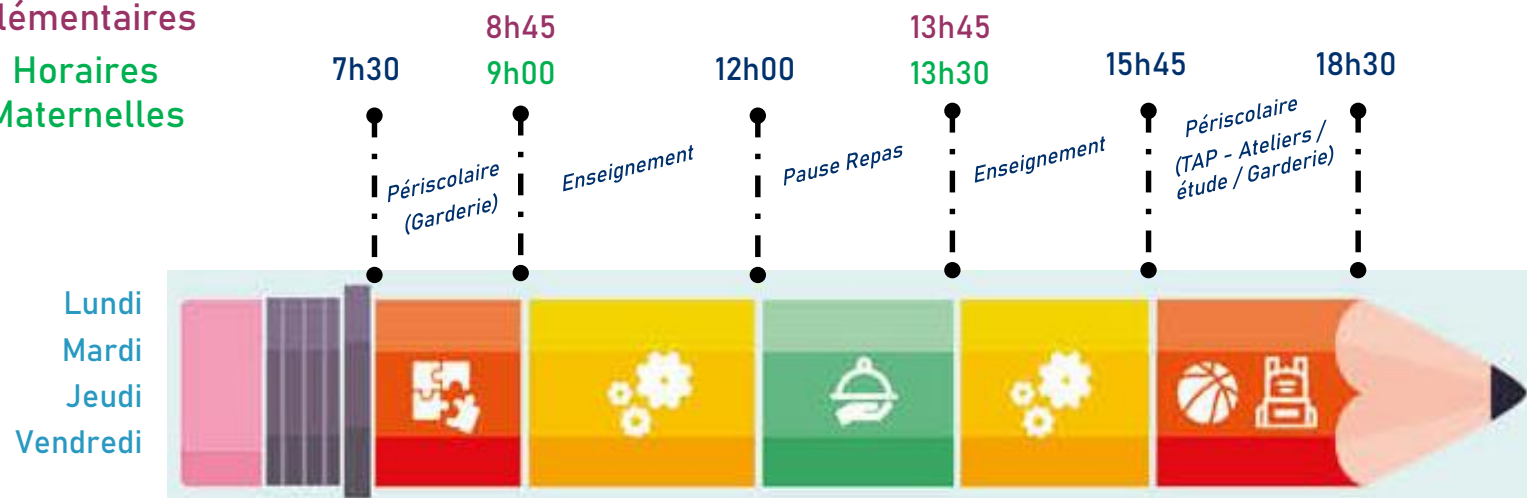 lémentaires
8h45
13h45
Horaires
Maternelles
7h30
9h00
12h00
13h30
15h45
18h30
Périscolaire
(Garderie)
Enseignement
Pause Repas
Enseignement
Périscolaire
(TAP - Ateliers /
étude / Garderie)
Lundi
Mardi
Jeudi
Vendredi